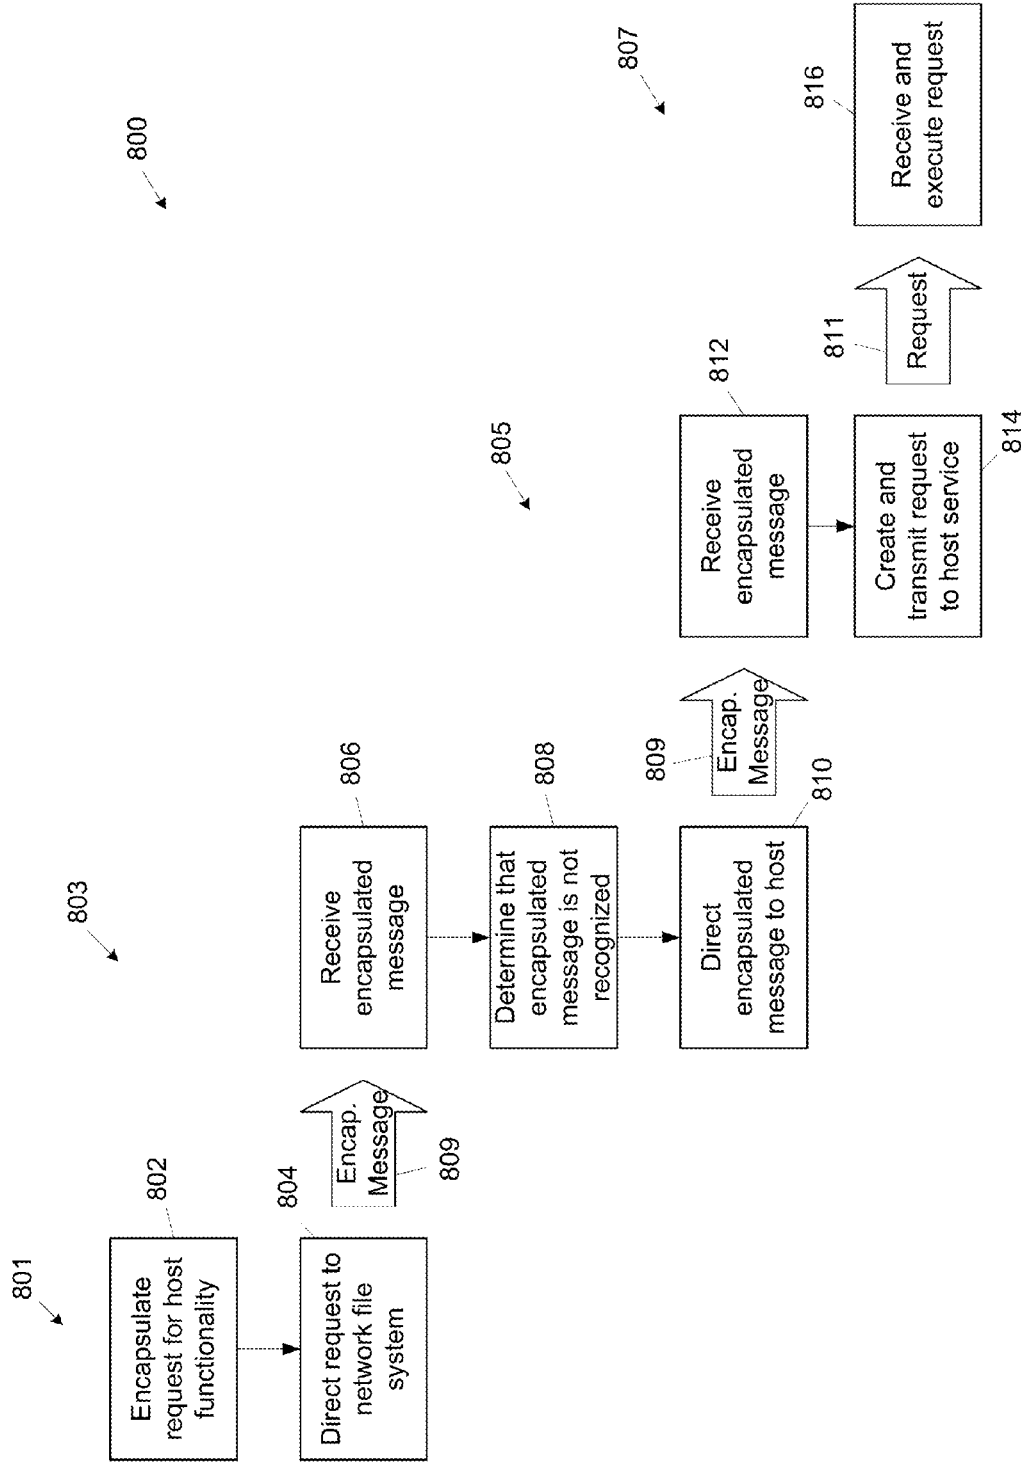 800
801
802
Encapsulate
request for host
functionality
804
Direct request to
network file
system
Encap.
Message
809
803
806
Receive
encapsulated
message
808
Determine that
encapsulated
message is not
recognized
810
Direct
encapsulated
message to host
809
Encap.
Message
805
812
Receive
encapsulated
message
Create and
transmit request
to host service
814
811
Request
807
816
Receive and
execute request